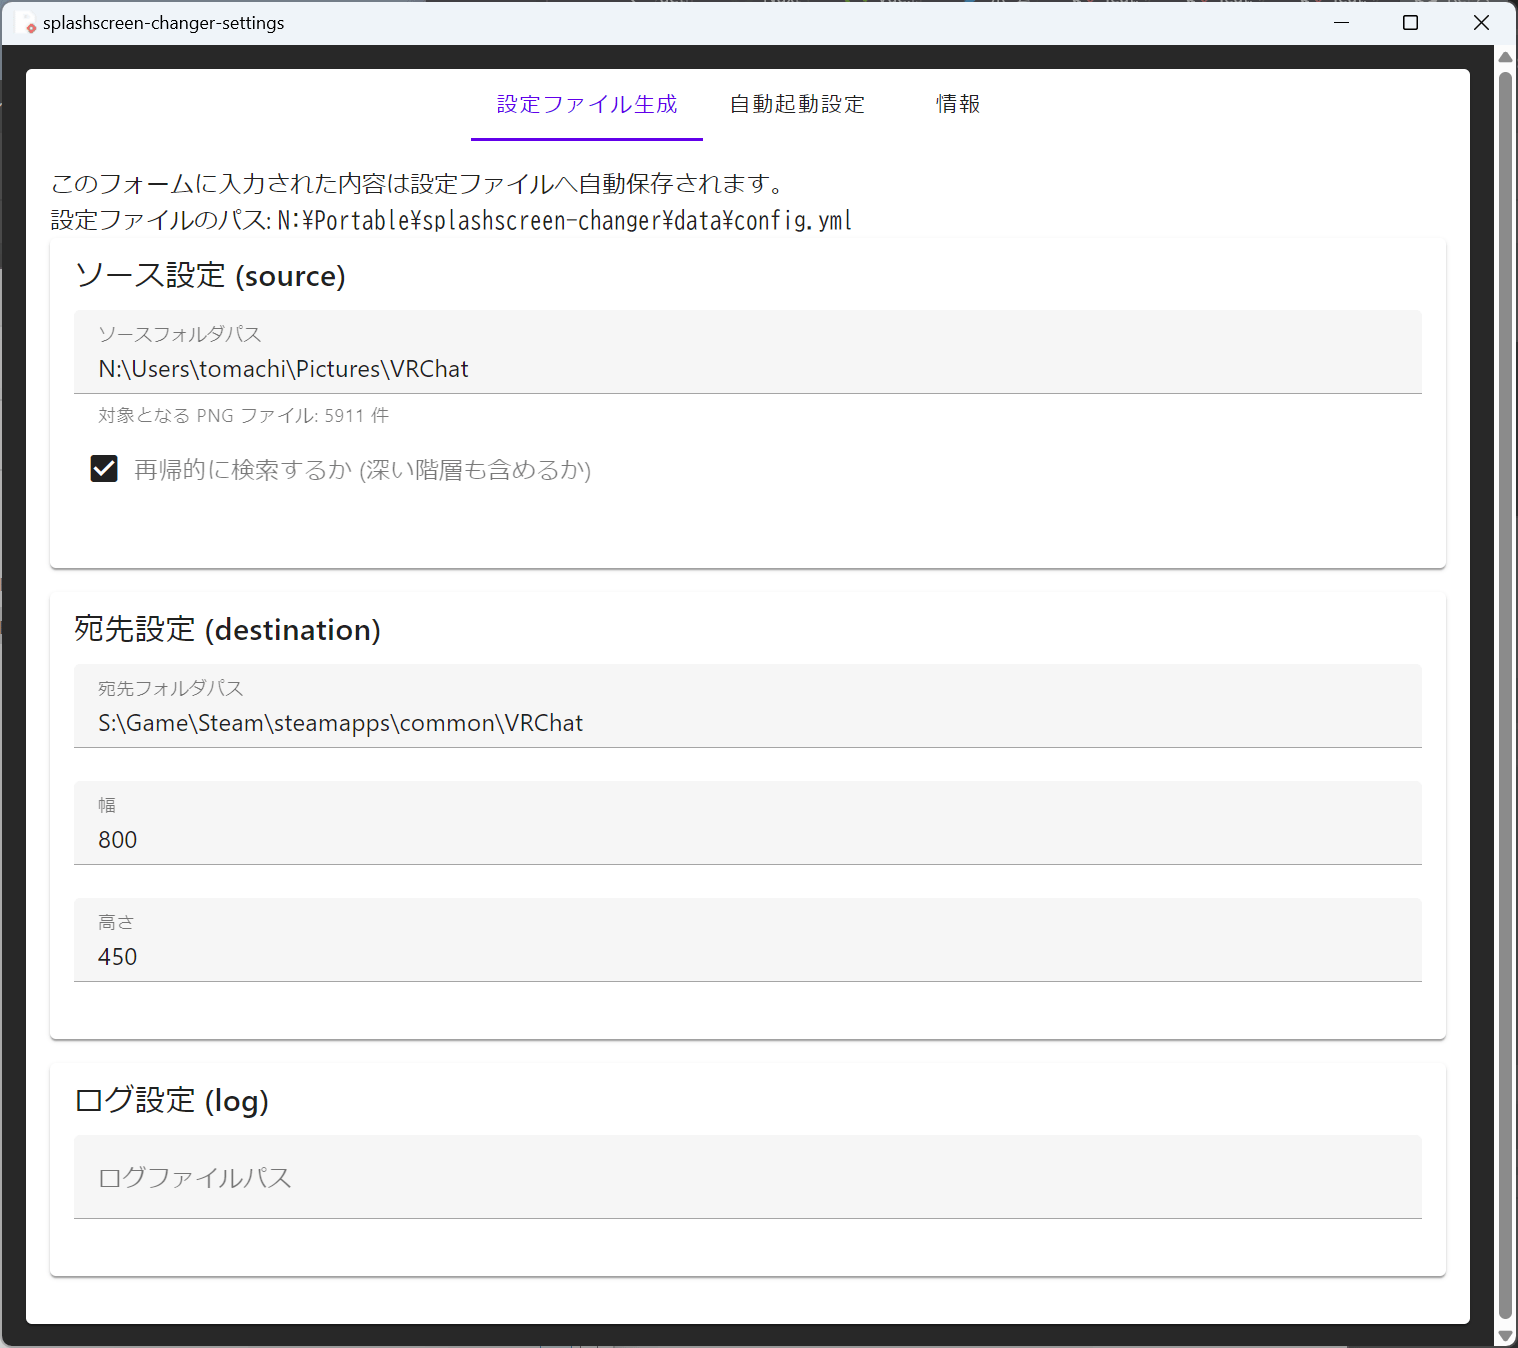 splashscreen-changer-settings
設定ファイル生成 自動起動設定 情報
このフォームに入力された内容は設定ファイルへ自動保存されます。
設定ファイルのパス: N:¥Portable¥splashscreen-changer¥data¥config.yml
ソース設定 (source)
ソースフォルダパス
N:\Users\tomachi\Pictures\VRChat
対象となる PNG ファイル: 5911 件
再帰的に検索するか (深い階層も含めるか)
宛先設定 (destination)
宛先フォルダパス
S:\Game\Steam\steamapps\common\VRChat
幅
800
高さ
450
ログ設定 (log)
ログファイルパス